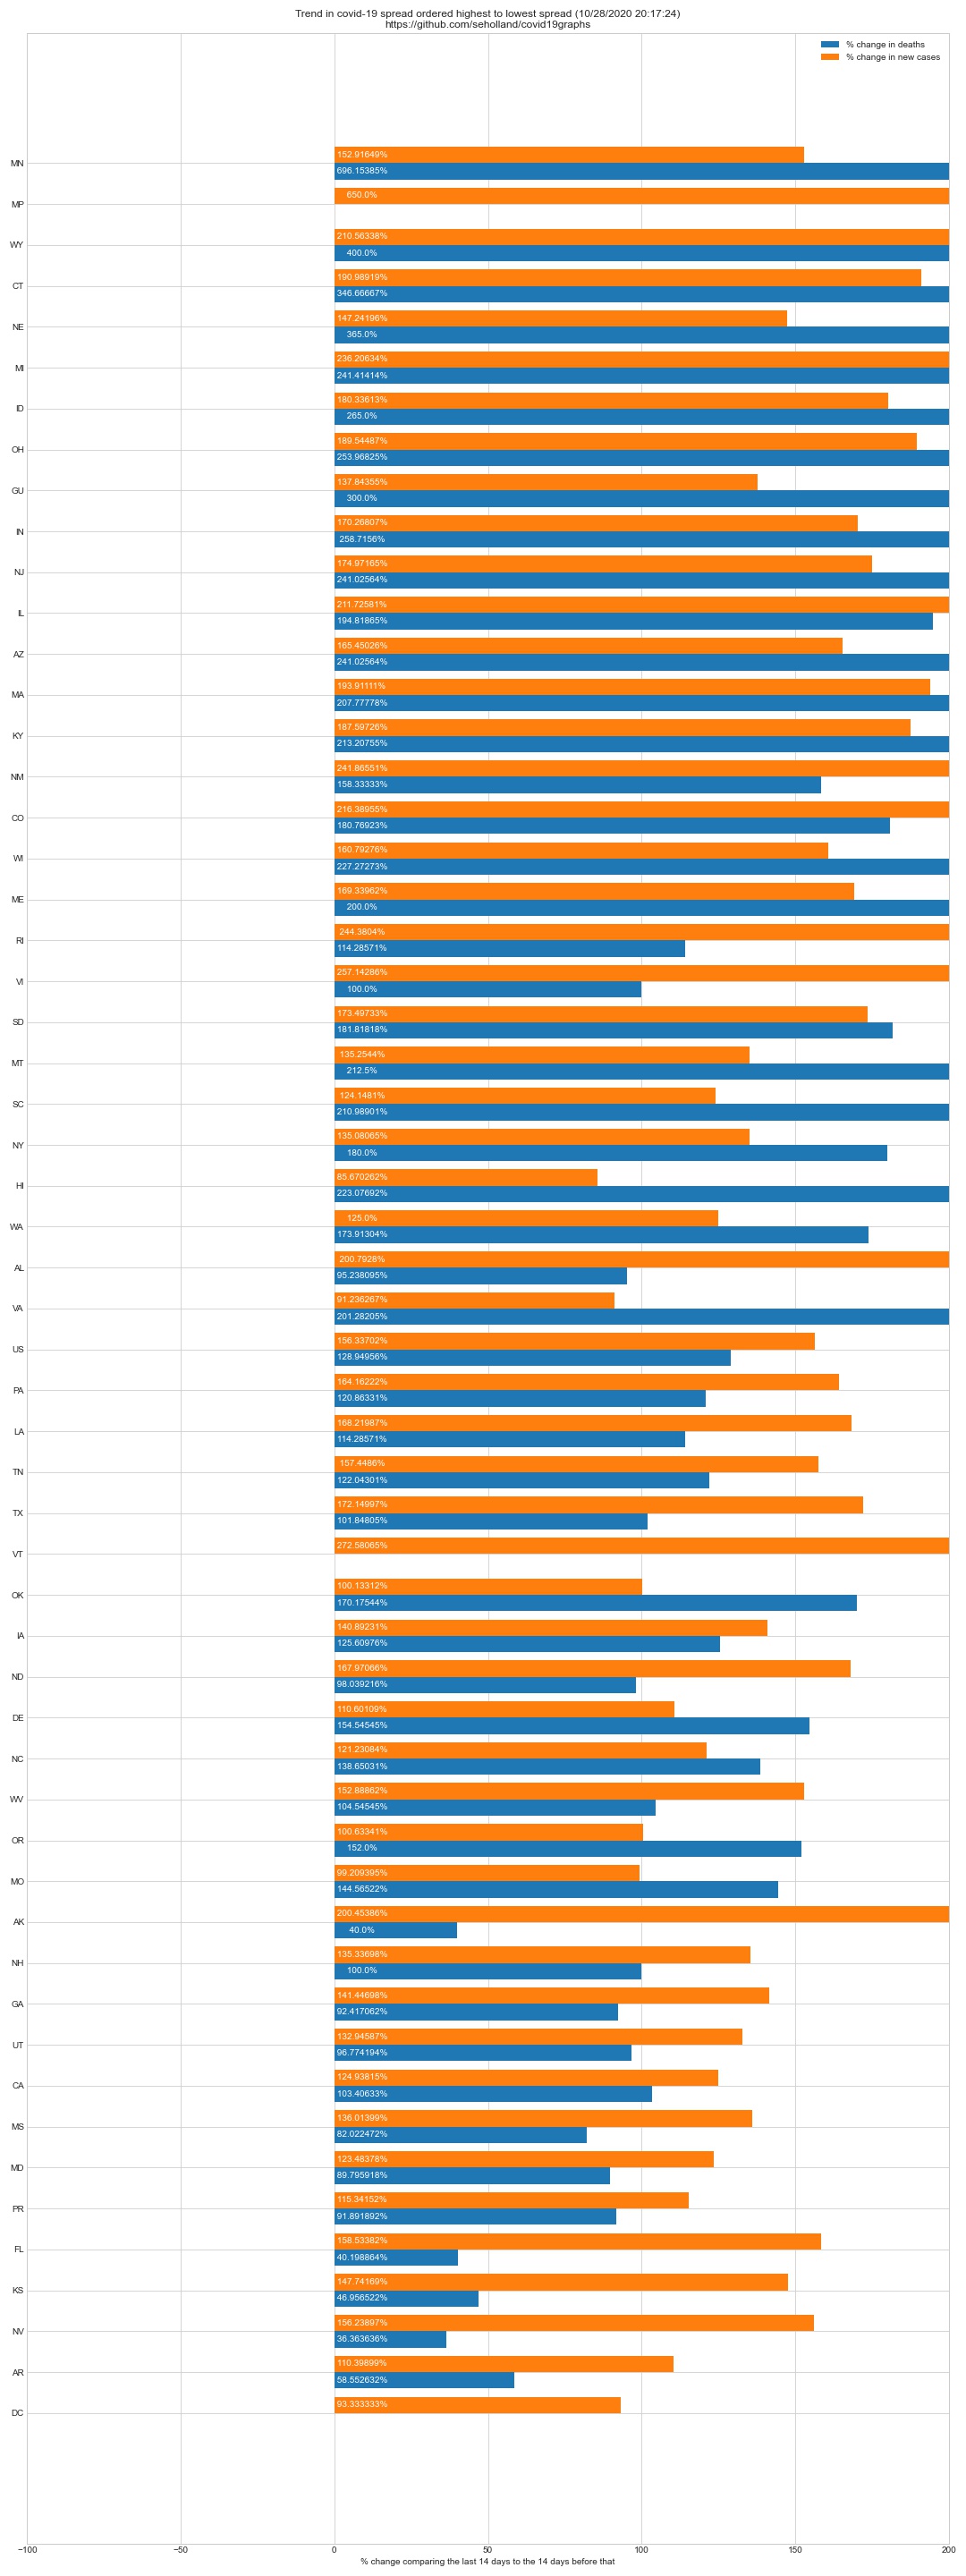 Trend in covid-19 spread ordered highest to lowest spread (10/28/2020 20:17:24)
https://github.com/seholland/covid19graphs
% change in deaths
% change in new cases
152.91649%
MN
696.15385%
650.0%
MP
210.56338%
WY
400.0%
190.98919%
CT
346.66667%
147.24196%
NE
365.0%
236.20634%
MI
241.41414%
180.33613%
ID
265.0%
189.54487%
OH
253.96825%
137.84355%
GU
300.0%
170.26807%
IN
258.7156%
174.97165%
NJ
241.02564%
211.72581%
IL
194.81865%
165.45026%
AZ
241.02564%
193.91111%
MA
207.77778%
187.59726%
KY
213.20755%
241.86551%
NM
158.33333%
216.38955%
CO
180.76923%
160.79276%
WI
227.27273%
169.33962%
ME
200.0%
244.3804%
RI
114.28571%
257.14286%
VI
100.0%
173.49733%
SD
181.81818%
135.2544%
MT
212.5%
124.1481%
SC
210.98901%
135.08065%
NY
180.0%
85.670262%
HI
223.07692%
125.0%
WA
173.91304%
200.7928%
AL
95.238095%
91.236267%
VA
201.28205%
156.33702%
US
128.94956%
164.16222%
PA
120.86331%
168.21987%
LA
114.28571%
157.4486%
TN
122.04301%
172.14997%
TX
101.84805%
272.58065%
VT
100.13312%
OK
170.17544%
140.89231%
IA
125.60976%
167.97066%
ND
98.039216%
110.60109%
DE
154.54545%
121.23084%
NC
138.65031%
152.88862%
WV
104.54545%
100.63341%
OR
152.0%
99.209395%
MO
144.56522%
200.45386%
AK
40.0%
135.33698%
NH
100.0%
141.44698%
GA
92.417062%
132.94587%
UT
96.774194%
124.93815%
CA
103.40633%
136.01399%
MS
82.022472%
123.48378%
MD
89.795918%
115.34152%
PR
91.891892%
158.53382%
FL
40.198864%
147.74169%
KS
46.956522%
156.23897%
NV
36.363636%
110.39899%
AR
58.552632%
93.333333%
DC
−100 −50 0 50 100 150 200
% change comparing the last 14 days to the 14 days before that